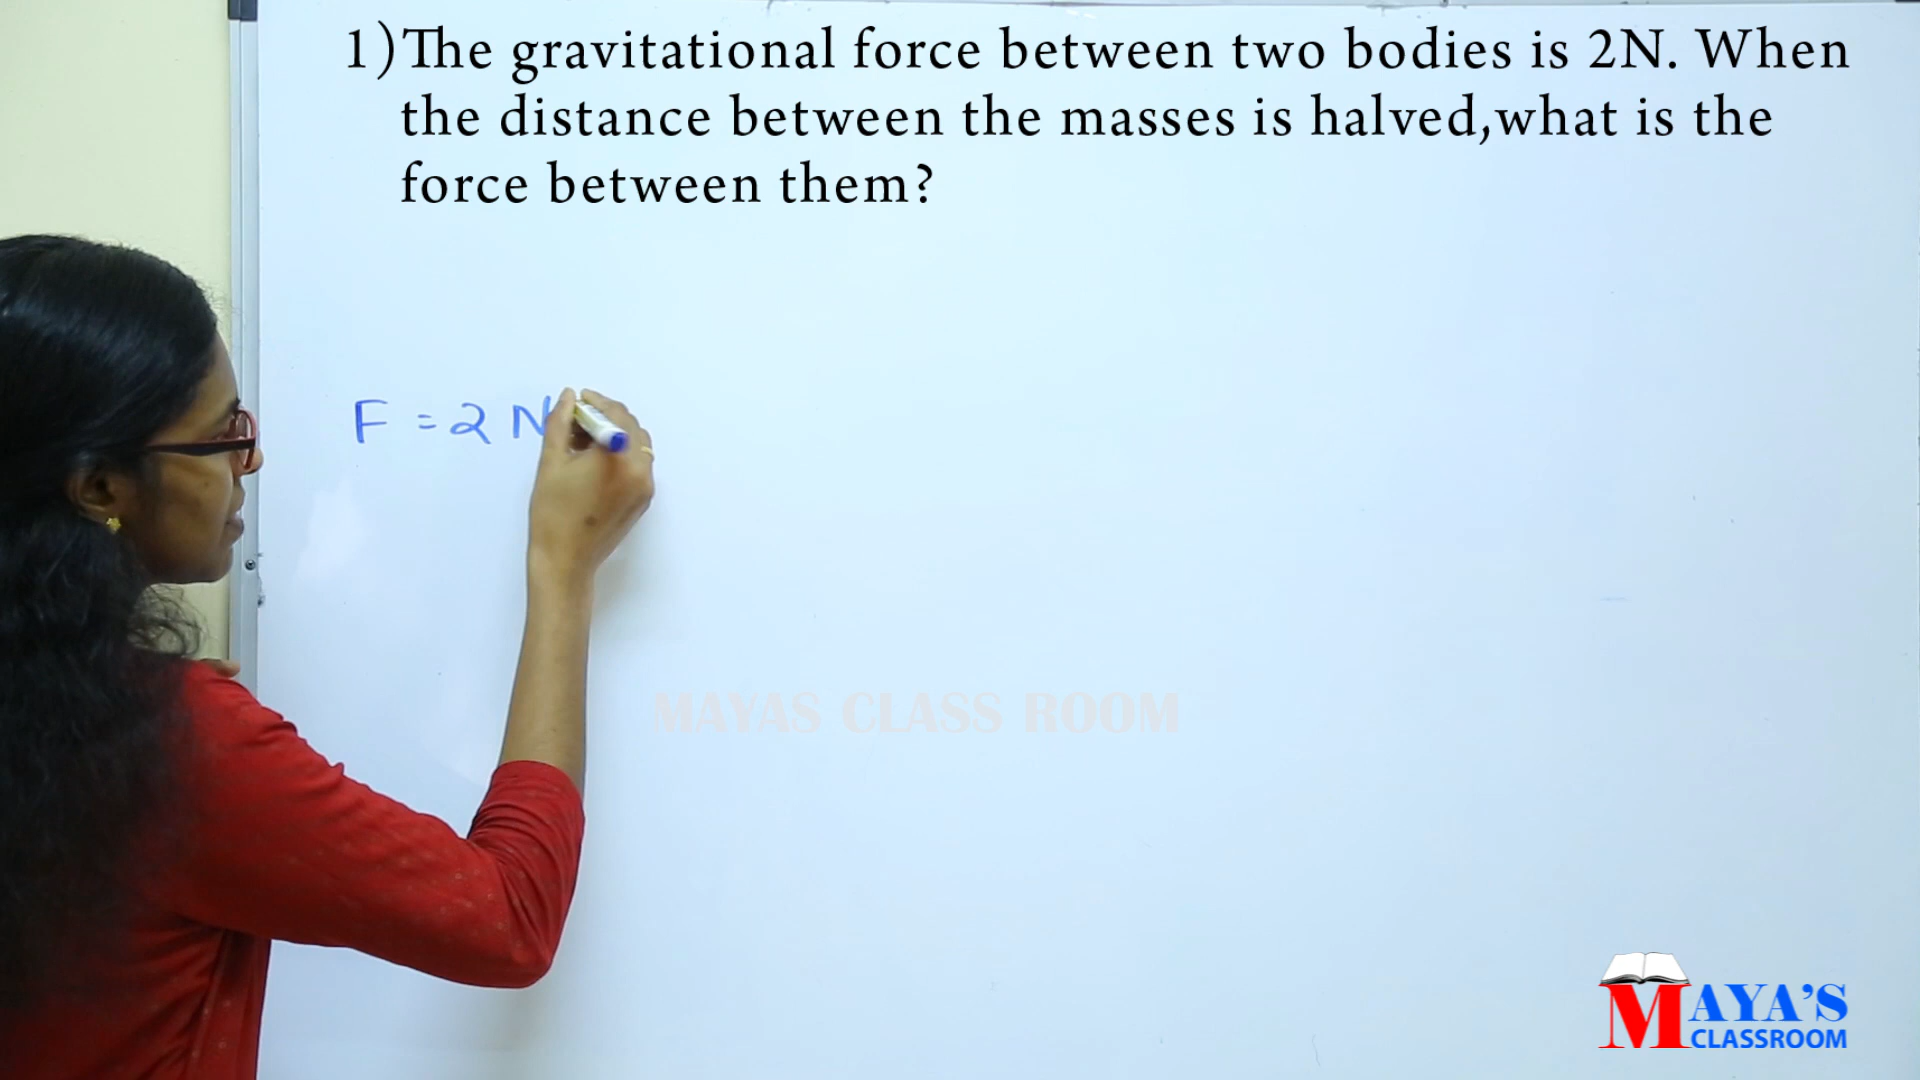 1)The gravitational force between two bodies is 2N. When
the distance between the masses is halved,what is the
force between them?
F = 2 N
MAYAS CLASS ROOM
MAYA'S
CLASSROOM